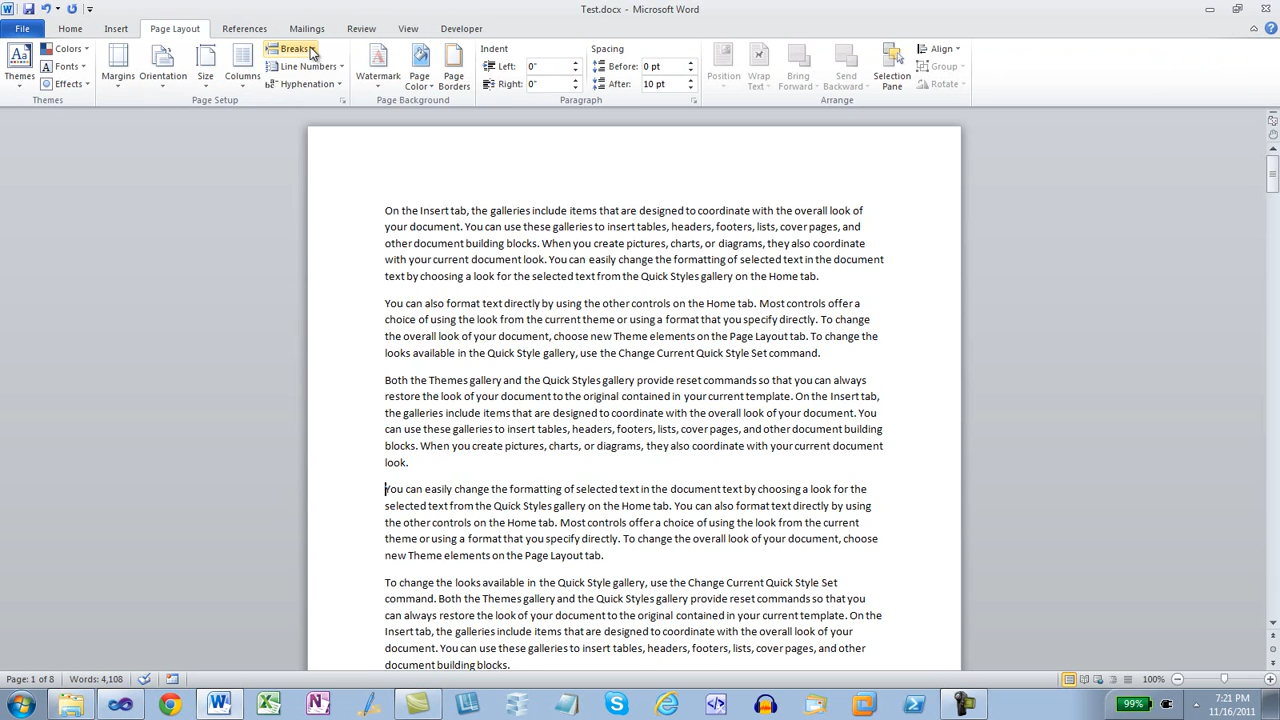 Test.docx - Microsoft Word
File Home Insert Page Layout References Mailings Review View Developer
Themes Colors Fonts Effects Margins Orientation Size Columns Breaks Line Numbers Hyphenation Watermark Page Color Page Borders Indent Left: 0" Right: 0" Spacing Before: 0 pt After: 10 pt Position Wrap Text Bring Forward Send Backward Selection Pane Align Group Rotate
Themes Page Setup Page Background Paragraph Arrange
On the Insert tab, the galleries include items that are designed to coordinate with the overall look of
your document. You can use these galleries to insert tables, headers, footers, lists, cover pages, and
other document building blocks. When you create pictures, charts, or diagrams, they also coordinate
with your current document look. You can easily change the formatting of selected text in the document
text by choosing a look for the selected text from the Quick Styles gallery on the Home tab.
You can also format text directly by using the other controls on the Home tab. Most controls offer a
choice of using the look from the current theme or using a format that you specify directly. To change
the overall look of your document, choose new Theme elements on the Page Layout tab. To change the
looks available in the Quick Style gallery, use the Change Current Quick Style Set command.
Both the Themes gallery and the Quick Styles gallery provide reset commands so that you can always
restore the look of your document to the original contained in your current template. On the Insert tab,
the galleries include items that are designed to coordinate with the overall look of your document. You
can use these galleries to insert tables, headers, footers, lists, cover pages, and other document building
blocks. When you create pictures, charts, or diagrams, they also coordinate with your current document
look.
You can easily change the formatting of selected text in the document text by choosing a look for the
selected text from the Quick Styles gallery on the Home tab. You can also format text directly by using
the other controls on the Home tab. Most controls offer a choice of using the look from the current
theme or using a format that you specify directly. To change the overall look of your document, choose
new Theme elements on the Page Layout tab.
To change the looks available in the Quick Style gallery, use the Change Current Quick Style Set
command. Both the Themes gallery and the Quick Styles gallery provide reset commands so that you
can always restore the look of your document to the original contained in your current template. On the
Insert tab, the galleries include items that are designed to coordinate with the overall look of your
document. You can use these galleries to insert tables, headers, footers, lists, cover pages, and other
document building blocks.
Page: 1 of 8 Words: 4,108 100%
99% 7:21 PM
11/16/2011